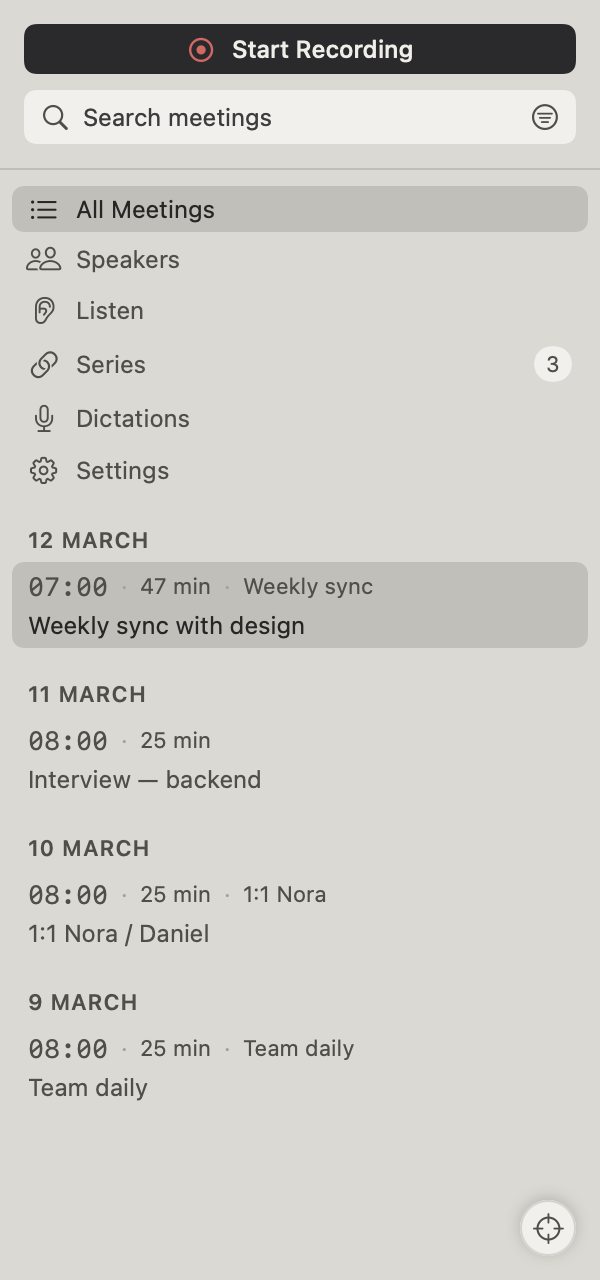 Start Recording
Search meetings
All Meetings
Speakers
Listen
Series 3
Dictations
Settings
12 MARCH
07:00 · 47 min · Weekly sync
Weekly sync with design
11 MARCH
08:00 · 25 min
Interview — backend
10 MARCH
08:00 · 25 min · 1:1 Nora
1:1 Nora / Daniel
9 MARCH
08:00 · 25 min · Team daily
Team daily